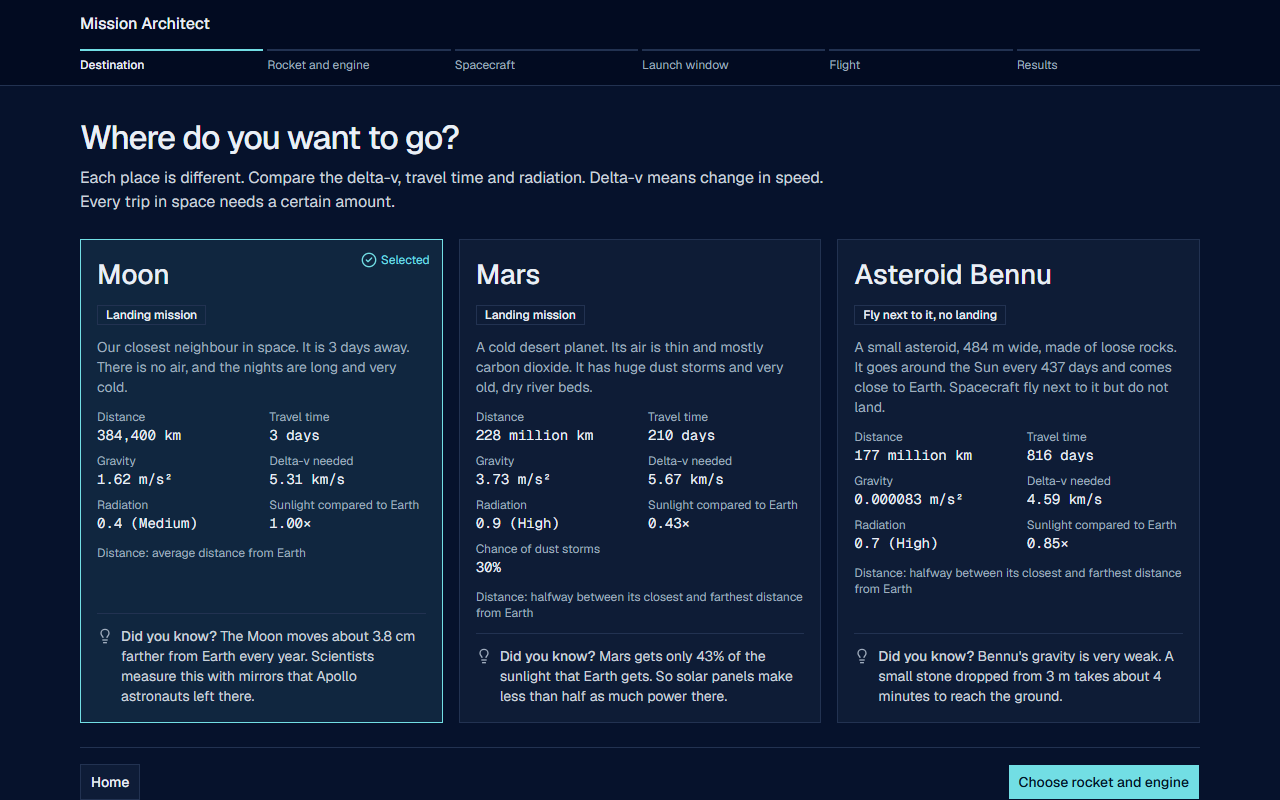 Mission Architect
Destination
Rocket and engine
Spacecraft
Launch window
Flight
Results
Where do you want to go?
Each place is different. Compare the delta-v, travel time and radiation. Delta-v means change in speed.
Every trip in space needs a certain amount.
Selected
Moon
Landing mission
Our closest neighbour in space. It is 3 days away.
There is no air, and the nights are long and very
cold.
Distance
384,400 km
Travel time
3 days
Gravity
1.62 m/s²
Delta-v needed
5.31 km/s
Radiation
0.4 (Medium)
Sunlight compared to Earth
1.00×
Distance: average distance from Earth
Did you know? The Moon moves about 3.8 cm
farther from Earth every year. Scientists
measure this with mirrors that Apollo
astronauts left there.
Mars
Landing mission
A cold desert planet. Its air is thin and mostly
carbon dioxide. It has huge dust storms and very
old, dry river beds.
Distance
228 million km
Travel time
210 days
Gravity
3.73 m/s²
Delta-v needed
5.67 km/s
Radiation
0.9 (High)
Sunlight compared to Earth
0.43×
Chance of dust storms
30%
Distance: halfway between its closest and farthest distance
from Earth
Did you know? Mars gets only 43% of the
sunlight that Earth gets. So solar panels make
less than half as much power there.
Asteroid Bennu
Fly next to it, no landing
A small asteroid, 484 m wide, made of loose rocks.
It goes around the Sun every 437 days and comes
close to Earth. Spacecraft fly next to it but do not
land.
Distance
177 million km
Travel time
816 days
Gravity
0.000083 m/s²
Delta-v needed
4.59 km/s
Radiation
0.7 (High)
Sunlight compared to Earth
0.85×
Distance: halfway between its closest and farthest distance
from Earth
Did you know? Bennu's gravity is very weak. A
small stone dropped from 3 m takes about 4
minutes to reach the ground.
Home
Choose rocket and engine